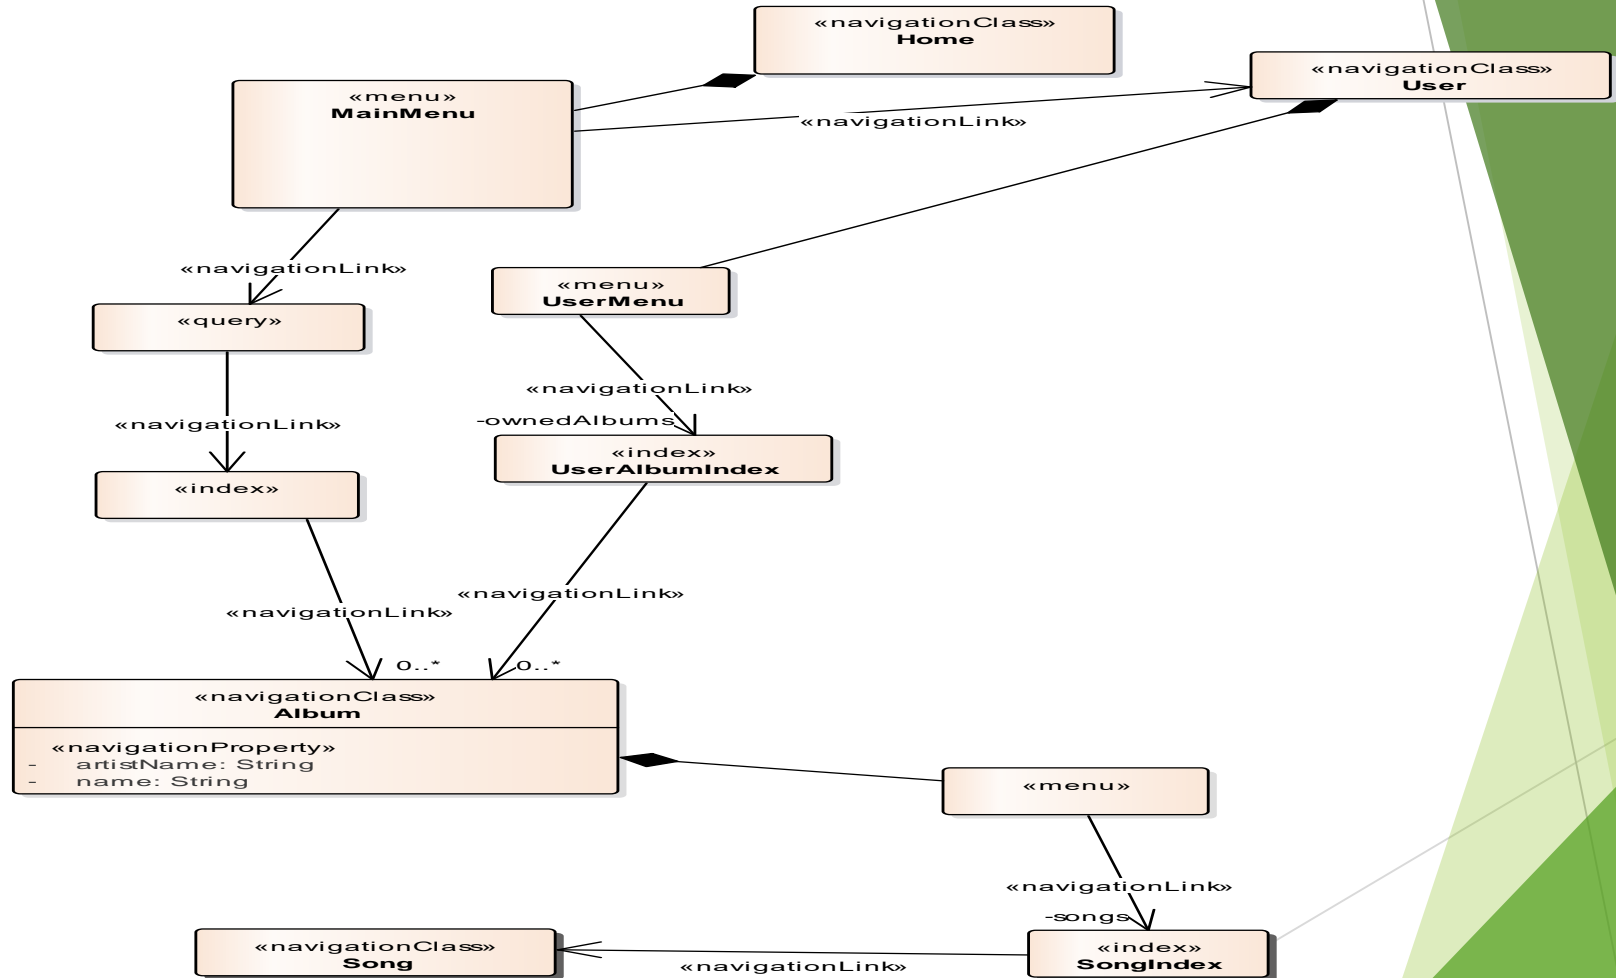 «navigationClass»
Home
«navigationClass»
User
«menu»
MainMenu
«navigationLink»
«navigationLink»
«menu»
UserMenu
«query»
«navigationLink»
-ownedAlbums
«navigationLink»
«index»
UserAlbumIndex
«index»
«navigationLink»
«navigationLink»
0..*
0..*
«navigationClass»
Album
«navigationProperty»
- artistName: String
- name: String
«menu»
«navigationLink»
-songs
«index»
SongIndex
«navigationClass»
Song
«navigationLink»